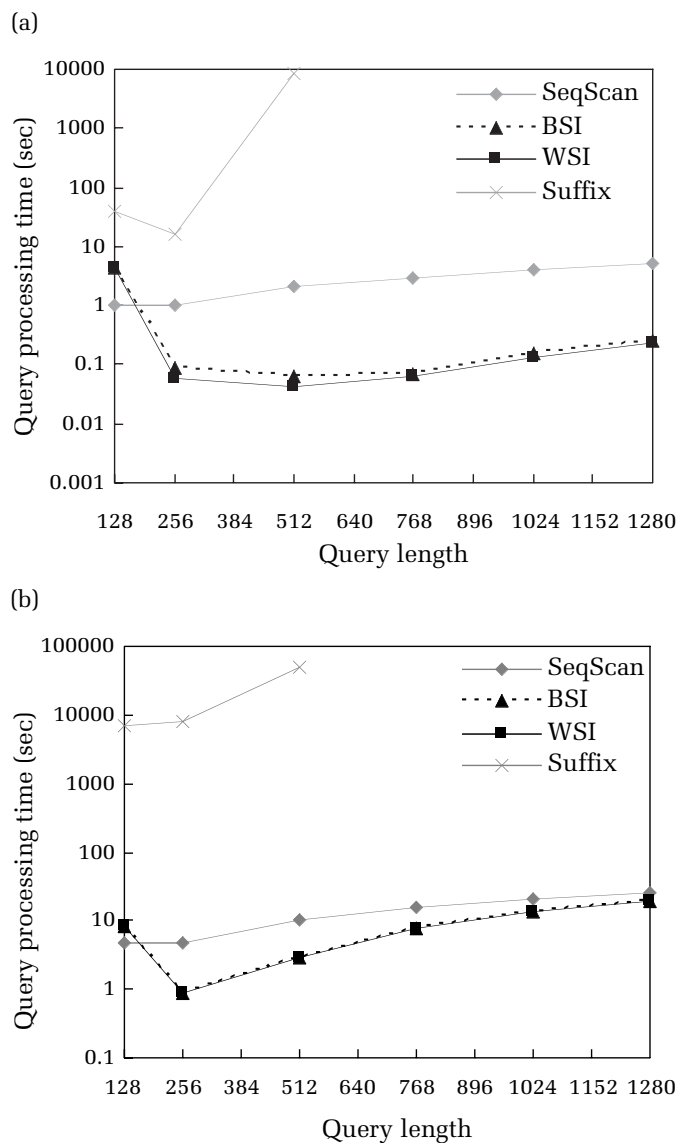 (a)
Query processing time (sec)
10000
1000
100
10
1
0.1
0.01
0.001
SeqScan
BSI
WSI
Suffix
128 256 384 512 640 768 896 1024 1152 1280
Query length
(b)
Query processing time (sec)
100000
10000
1000
100
10
1
0.1
SeqScan
BSI
WSI
Suffix
128 256 384 512 640 768 896 1024 1152 1280
Query length